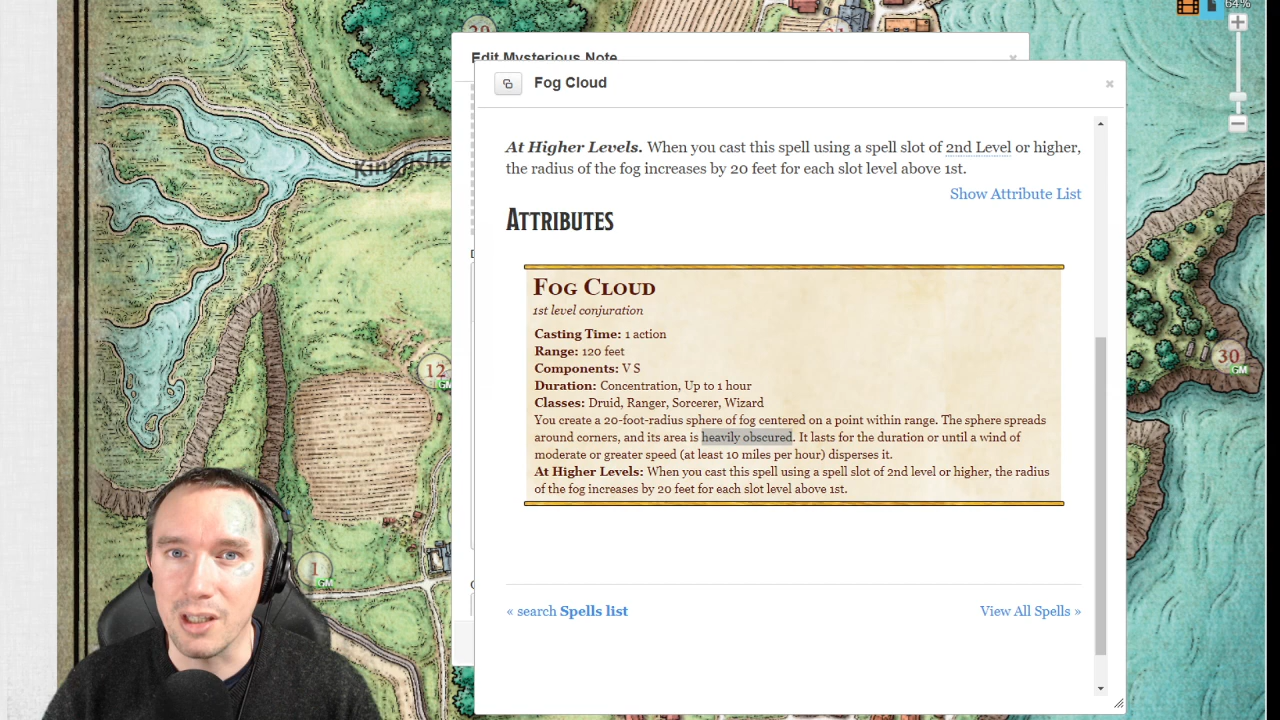 64%
29
Edit Mysterious Note
Fog Cloud
At Higher Levels. When you cast this spell using a spell slot of 2nd Level or higher,
the radius of the fog increases by 20 feet for each slot level above 1st.
Show Attribute List
Attributes
Fog Cloud
1st level conjuration
Casting Time: 1 action
Range: 120 feet
Components: V S
Duration: Concentration, Up to 1 hour
Classes: Druid, Ranger, Sorcerer, Wizard
You create a 20-foot-radius sphere of fog centered on a point within range. The sphere spreads
around corners, and its area is heavily obscured. It lasts for the duration or until a wind of
moderate or greater speed (at least 10 miles per hour) disperses it.
At Higher Levels: When you cast this spell using a spell slot of 2nd level or higher, the radius
of the fog increases by 20 feet for each slot level above 1st.
12
GM
30
GM
1
GM
« search Spells list
View All Spells »